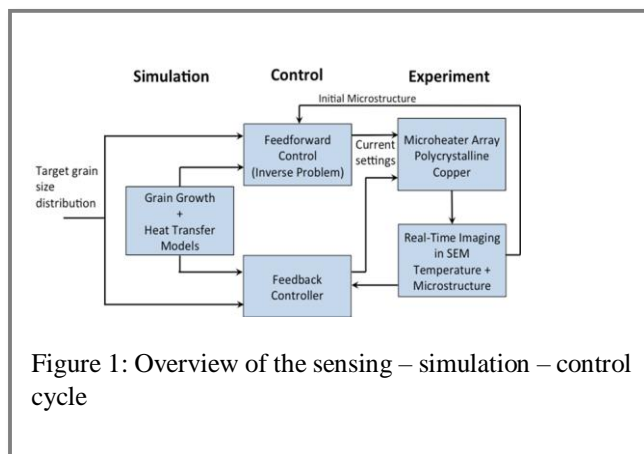 Simulation Control Experiment
Initial Microstructure
Target grain
size
distribution
Feedforward
Control
(Inverse Problem)
Current
settings
Microheater Array
Polycrystalline
Copper
Grain Growth
+
Heat Transfer
Models
Real-Time Imaging
in SEM
Temperature +
Microstructure
Feedback
Controller
Figure 1: Overview of the sensing – simulation – control
cycle